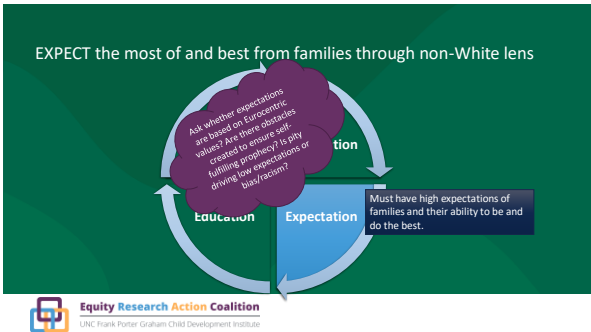 EXPECT the most of and best from families through non-White lens
Ask whether expectations
are based on Eurocentric
values? Are there obstacles
created to ensure self-
fulfilling prophecy? Is pity
driving low expectations or
bias/racism?
tion
Education
Expectation
Must have high expectations of
families and their ability to be and
do the best.
Equity Research Action Coalition
UNC Frank Porter Graham Child Development Institute